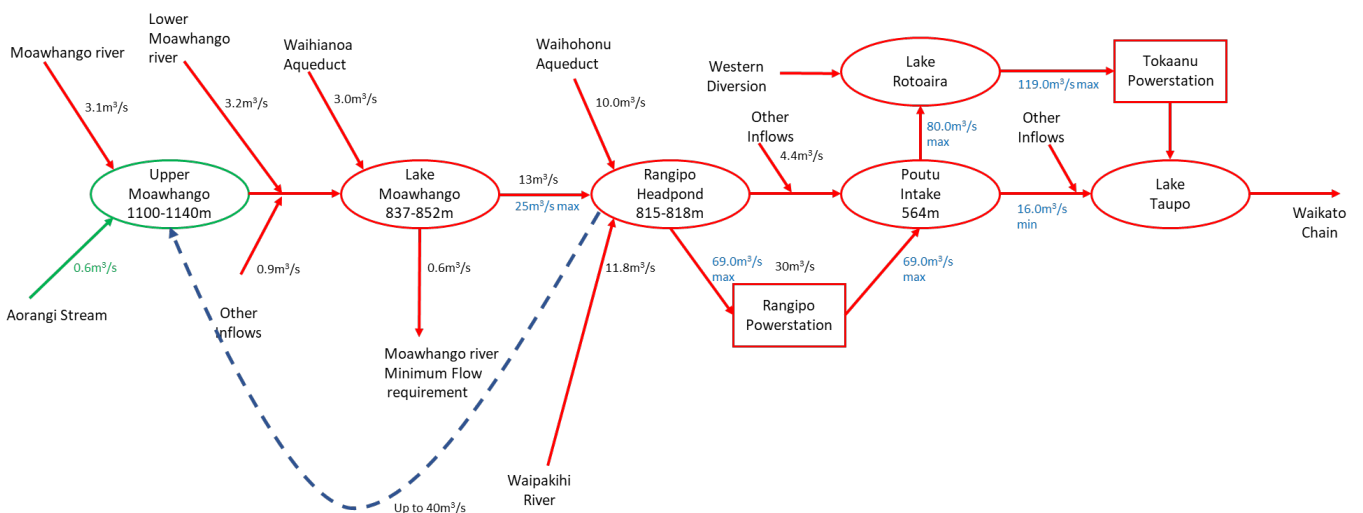 Moawhango river
3.1m³/s
Lower
Moawhango
river
3.2m³/s
Waihianoa
Aqueduct
3.0m³/s
Upper
Moawhango
1100-1140m
0.6m³/s
Aorangi Stream
0.9m³/s
Other
Inflows
Lake
Moawhango
837-852m
13m³/s
25m³/s max
0.6m³/s
Moawhango river
Minimum Flow
requirement
Up to 40m³/s
Waihohonu
Aqueduct
10.0m³/s
Rangipo
Headpond
815-818m
11.8m³/s
Waipakihi
River
69.0m³/s
max
30m³/s
Rangipo
Powerstation
69.0m³/s
max
Western
Diversion
Other
Inflows
4.4m³/s
Lake
Rotoaira
80.0m³/s
max
Poutu
Intake
564m
119.0m³/s max
Tokaanu
Powerstation
Other
Inflows
16.0m³/s
min
Lake
Taupo
Waikato
Chain